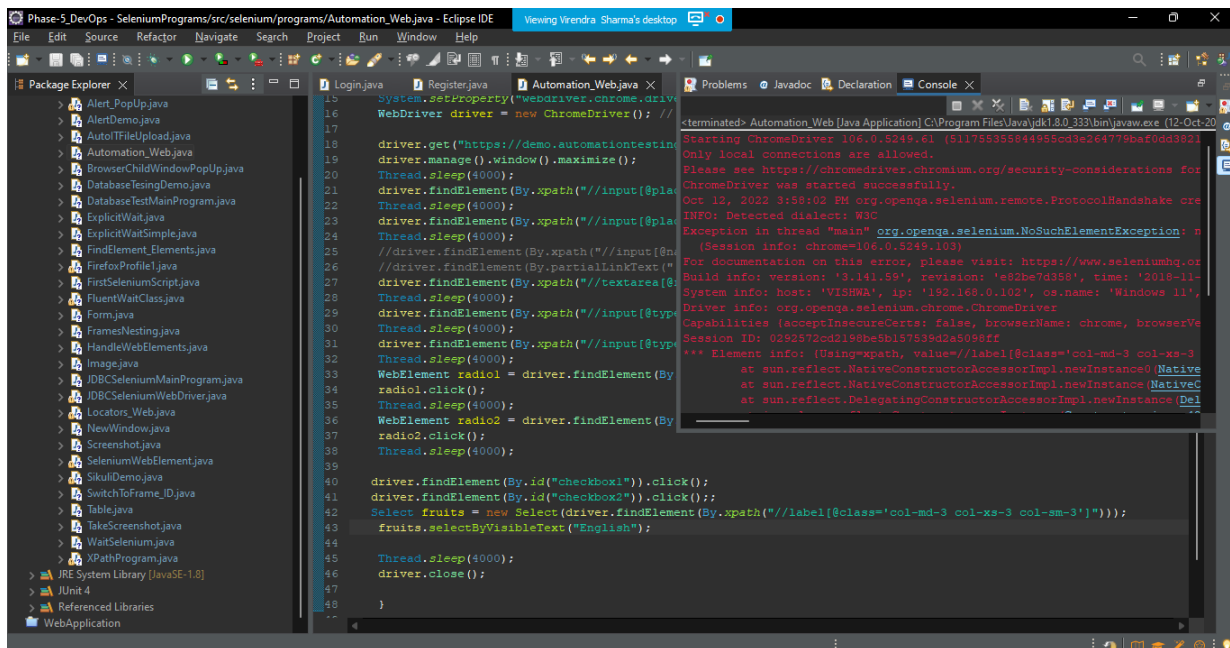 Phase-5_DevOps - SeleniumPrograms/src/selenium/programs/Automation_Web.java - Eclipse IDE
Viewing Virendra Sharma's desktop
File Edit Source Refactor Navigate Search Project Run Window Help
Package Explorer
Alert_PopUp.java
AlertDemo.java
AutoITFileUpload.java
Automation_Web.java
BrowserChildWindowPopUp.java
DatabaseTesingDemo.java
DatabaseTestMainProgram.java
ExplicitWait.java
ExplicitWaitSimple.java
FindElement_Elements.java
FirefoxProfile1.java
FirstSeleniumScript.java
FluentWaitClass.java
Form.java
FramesNesting.java
HandleWebElements.java
Image.java
JDBCSeleniumMainProgram.java
JDBCSeleniumWebDriver.java
Locators_Web.java
NewWindow.java
Screenshot.java
SeleniumWebElement.java
SikuliDemo.java
SwitchToFrame_ID.java
Table.java
TakeScreenshot.java
WaitSelenium.java
XPathProgram.java
JRE System Library [JavaSE-1.8]
JUnit 4
Referenced Libraries
WebApplication
Login.java Register.java Automation_Web.java
15 System.setProperty("webdriver.chrome.drive
16 WebDriver driver = new ChromeDriver(); //
17
18 driver.get("https://demo.automationtesting
19 driver.manage().window().maximize();
20 Thread.sleep(4000);
21 driver.findElement(By.xpath("//input[@plac
22 Thread.sleep(4000);
23 driver.findElement(By.xpath("//input[@plac
24 Thread.sleep(4000);
25 //driver.findElement(By.xpath("//input[@na
26 //driver.findElement(By.partialLinkText("
27 driver.findElement(By.xpath("//textarea[@n
28 Thread.sleep(4000);
29 driver.findElement(By.xpath("//input[@type
30 Thread.sleep(4000);
31 driver.findElement(By.xpath("//input[@type
32 Thread.sleep(4000);
33 WebElement radio1 = driver.findElement(By
34 radio1.click();
35 Thread.sleep(4000);
36 WebElement radio2 = driver.findElement(By
37 radio2.click();
38 Thread.sleep(4000);
39
40 driver.findElement(By.id("checkbox1")).click();
41 driver.findElement(By.id("checkbox2")).click();;
42 Select fruits = new Select(driver.findElement(By.xpath("//label[@class='col-md-3 col-xs-3 col-sm-3']")));
43 fruits.selectByVisibleText("English");
44
45 Thread.sleep(4000);
46 driver.close();
47
48 }
Problems Javadoc Declaration Console
<terminated> Automation_Web [Java Application] C:\Program Files\Java\jdk1.8.0_333\bin\javaw.exe (12-Oct-20
Starting ChromeDriver 106.0.5249.61 (511755355844955cd3e264779baf0dd3821
Only local connections are allowed.
Please see https://chromedriver.chromium.org/security-considerations for
ChromeDriver was started successfully.
Oct 12, 2022 3:58:02 PM org.openqa.selenium.remote.ProtocolHandshake cre
INFO: Detected dialect: W3C
Exception in thread "main" org.openqa.selenium.NoSuchElementException: n
(Session info: chrome=106.0.5249.103)
For documentation on this error, please visit: https://www.seleniumhq.or
Build info: version: '3.141.59', revision: 'e82be7d358', time: '2018-11-
System info: host: 'VISHWA', ip: '192.168.0.102', os.name: 'Windows 11',
Driver info: org.openqa.selenium.chrome.ChromeDriver
Capabilities {acceptInsecureCerts: false, browserName: chrome, browserVe
Session ID: 0292572cd2198be5b157539d2a5098ff
*** Element info: {Using=xpath, value=//label[@class='col-md-3 col-xs-3
at sun.reflect.NativeConstructorAccessorImpl.newInstance0(Native
at sun.reflect.NativeConstructorAccessorImpl.newInstance(NativeC
at sun.reflect.DelegatingConstructorAccessorImpl.newInstance(Del